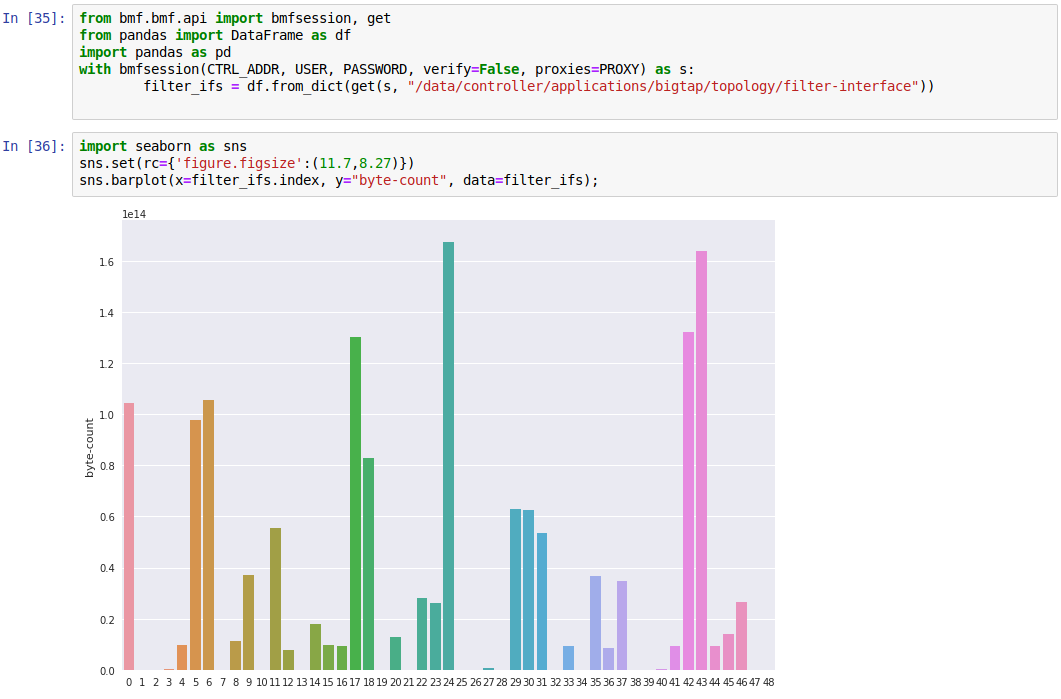 In [35]: from bmf.bmf.api import bmfsession, get
from pandas import DataFrame as df
import pandas as pd
with bmfsession(CTRL_ADDR, USER, PASSWORD, verify=False, proxies=PROXY) as s:
        filter_ifs = df.from_dict(get(s, "/data/controller/applications/bigtap/topology/filter-interface"))
In [36]: import seaborn as sns
sns.set(rc={'figure.figsize':(11.7,8.27)})
sns.barplot(x=filter_ifs.index, y="byte-count", data=filter_ifs);
1e14
1.6
1.4
1.2
1.0
0.8
0.6
0.4
0.2
0.0
byte-count
0 1 2 3 4 5 6 7 8 9 10 11 12 13 14 15 16 17 18 19 20 21 22 23 24 25 26 27 28 29 30 31 32 33 34 35 36 37 38 39 40 41 42 43 44 45 46 47 48